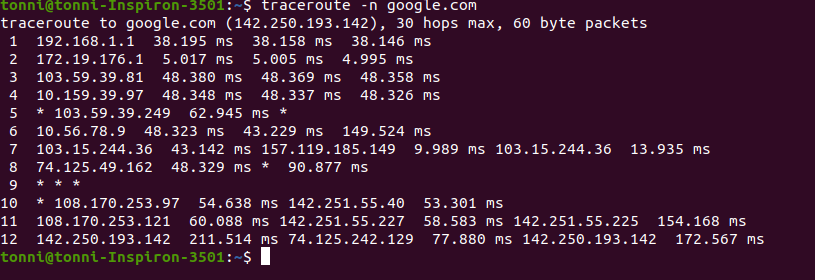 tonni@tonni-Inspiron-3501:~$ traceroute -n google.com
traceroute to google.com (142.250.193.142), 30 hops max, 60 byte packets
1 192.168.1.1 38.195 ms 38.158 ms 38.146 ms
2 172.19.176.1 5.017 ms 5.005 ms 4.995 ms
3 103.59.39.81 48.380 ms 48.369 ms 48.358 ms
4 10.159.39.97 48.348 ms 48.337 ms 48.326 ms
5 * 103.59.39.249 62.945 ms *
6 10.56.78.9 48.323 ms 43.229 ms 149.524 ms
7 103.15.244.36 43.142 ms 157.119.185.149 9.989 ms 103.15.244.36 13.935 ms
8 74.125.49.162 48.329 ms * 90.877 ms
9 * * *
10 * 108.170.253.97 54.638 ms 142.251.55.40 53.301 ms
11 108.170.253.121 60.088 ms 142.251.55.227 58.583 ms 142.251.55.225 154.168 ms
12 142.250.193.142 211.514 ms 74.125.242.129 77.880 ms 142.250.193.142 172.567 ms
tonni@tonni-Inspiron-3501:~$